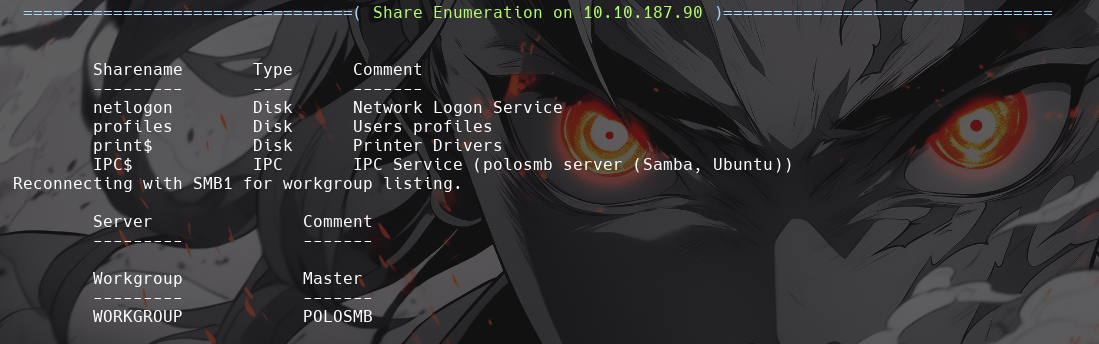 =================================( Share Enumeration on 10.10.187.90 )=================================
Sharename       Type      Comment
---------       ----      -------
netlogon        Disk      Network Logon Service
profiles        Disk      Users profiles
print$          Disk      Printer Drivers
IPC$            IPC       IPC Service (polosmb server (Samba, Ubuntu))
Reconnecting with SMB1 for workgroup listing.
Server               Comment
---------            -------
Workgroup            Master
---------            -------
WORKGROUP            POLOSMB